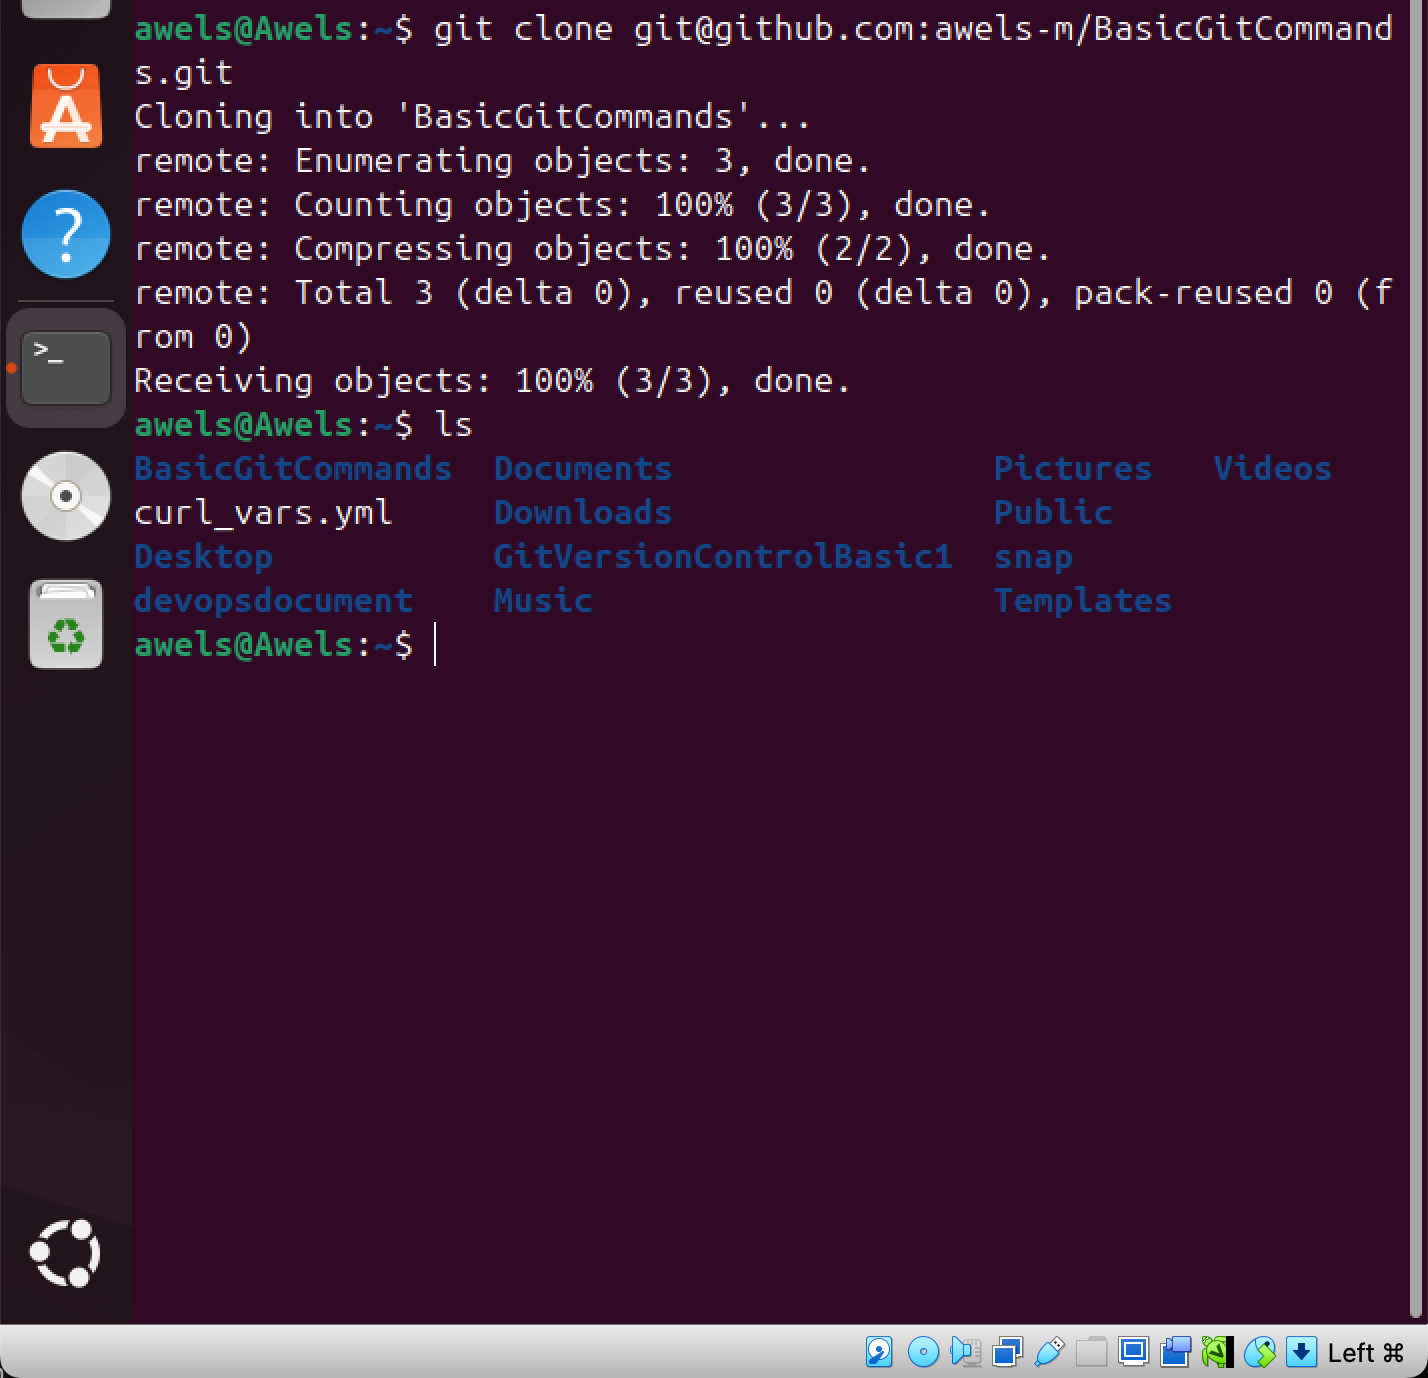 awels@Awels:~$ git clone git@github.com:awels-m/BasicGitCommand
s.git
Cloning into 'BasicGitCommands'...
remote: Enumerating objects: 3, done.
remote: Counting objects: 100% (3/3), done.
remote: Compressing objects: 100% (2/2), done.
remote: Total 3 (delta 0), reused 0 (delta 0), pack-reused 0 (f
rom 0)
Receiving objects: 100% (3/3), done.
awels@Awels:~$ ls
BasicGitCommands  Documents                Pictures   Videos
curl_vars.yml     Downloads                Public
Desktop           GitVersionControlBasic1  snap
devopsdocument    Music                    Templates
awels@Awels:~$
Left ⌘